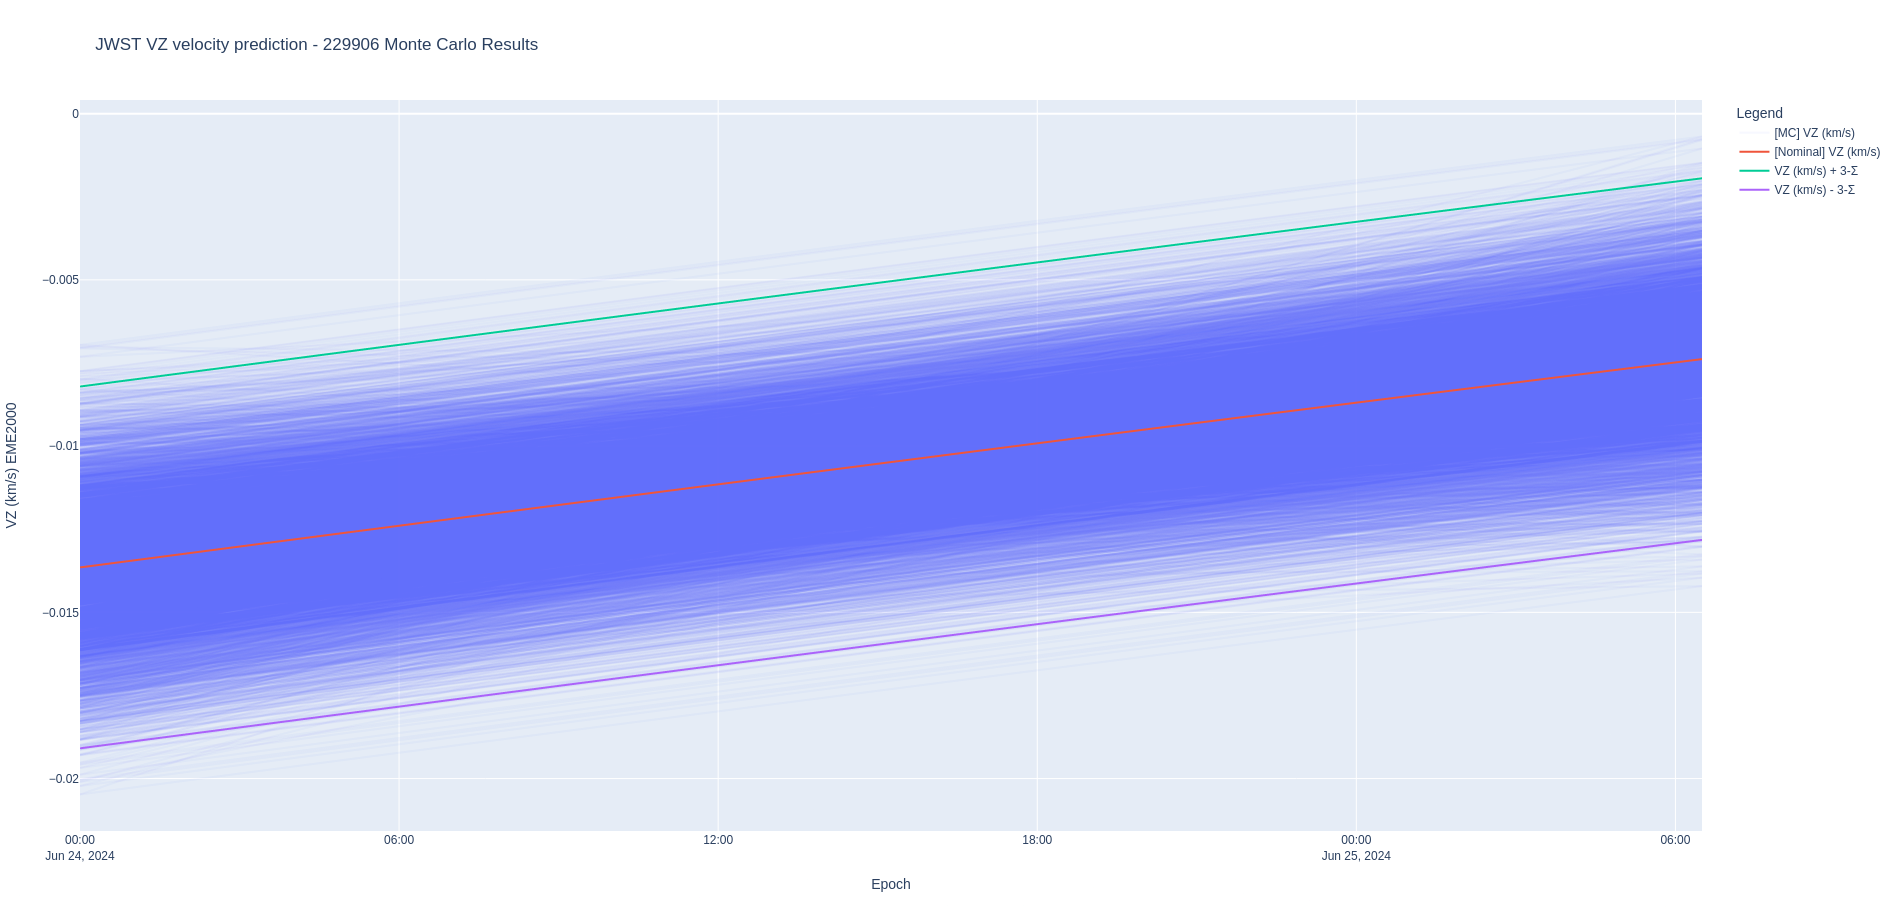 JWST VZ velocity prediction - 229906 Monte Carlo Results
Legend
[MC] VZ (km/s)
[Nominal] VZ (km/s)
VZ (km/s) + 3-Σ
VZ (km/s) - 3-Σ
VZ (km/s) EME2000
0
−0.005
−0.01
−0.015
−0.02
00:00
Jun 24, 2024
06:00
12:00
18:00
00:00
Jun 25, 2024
06:00
Epoch